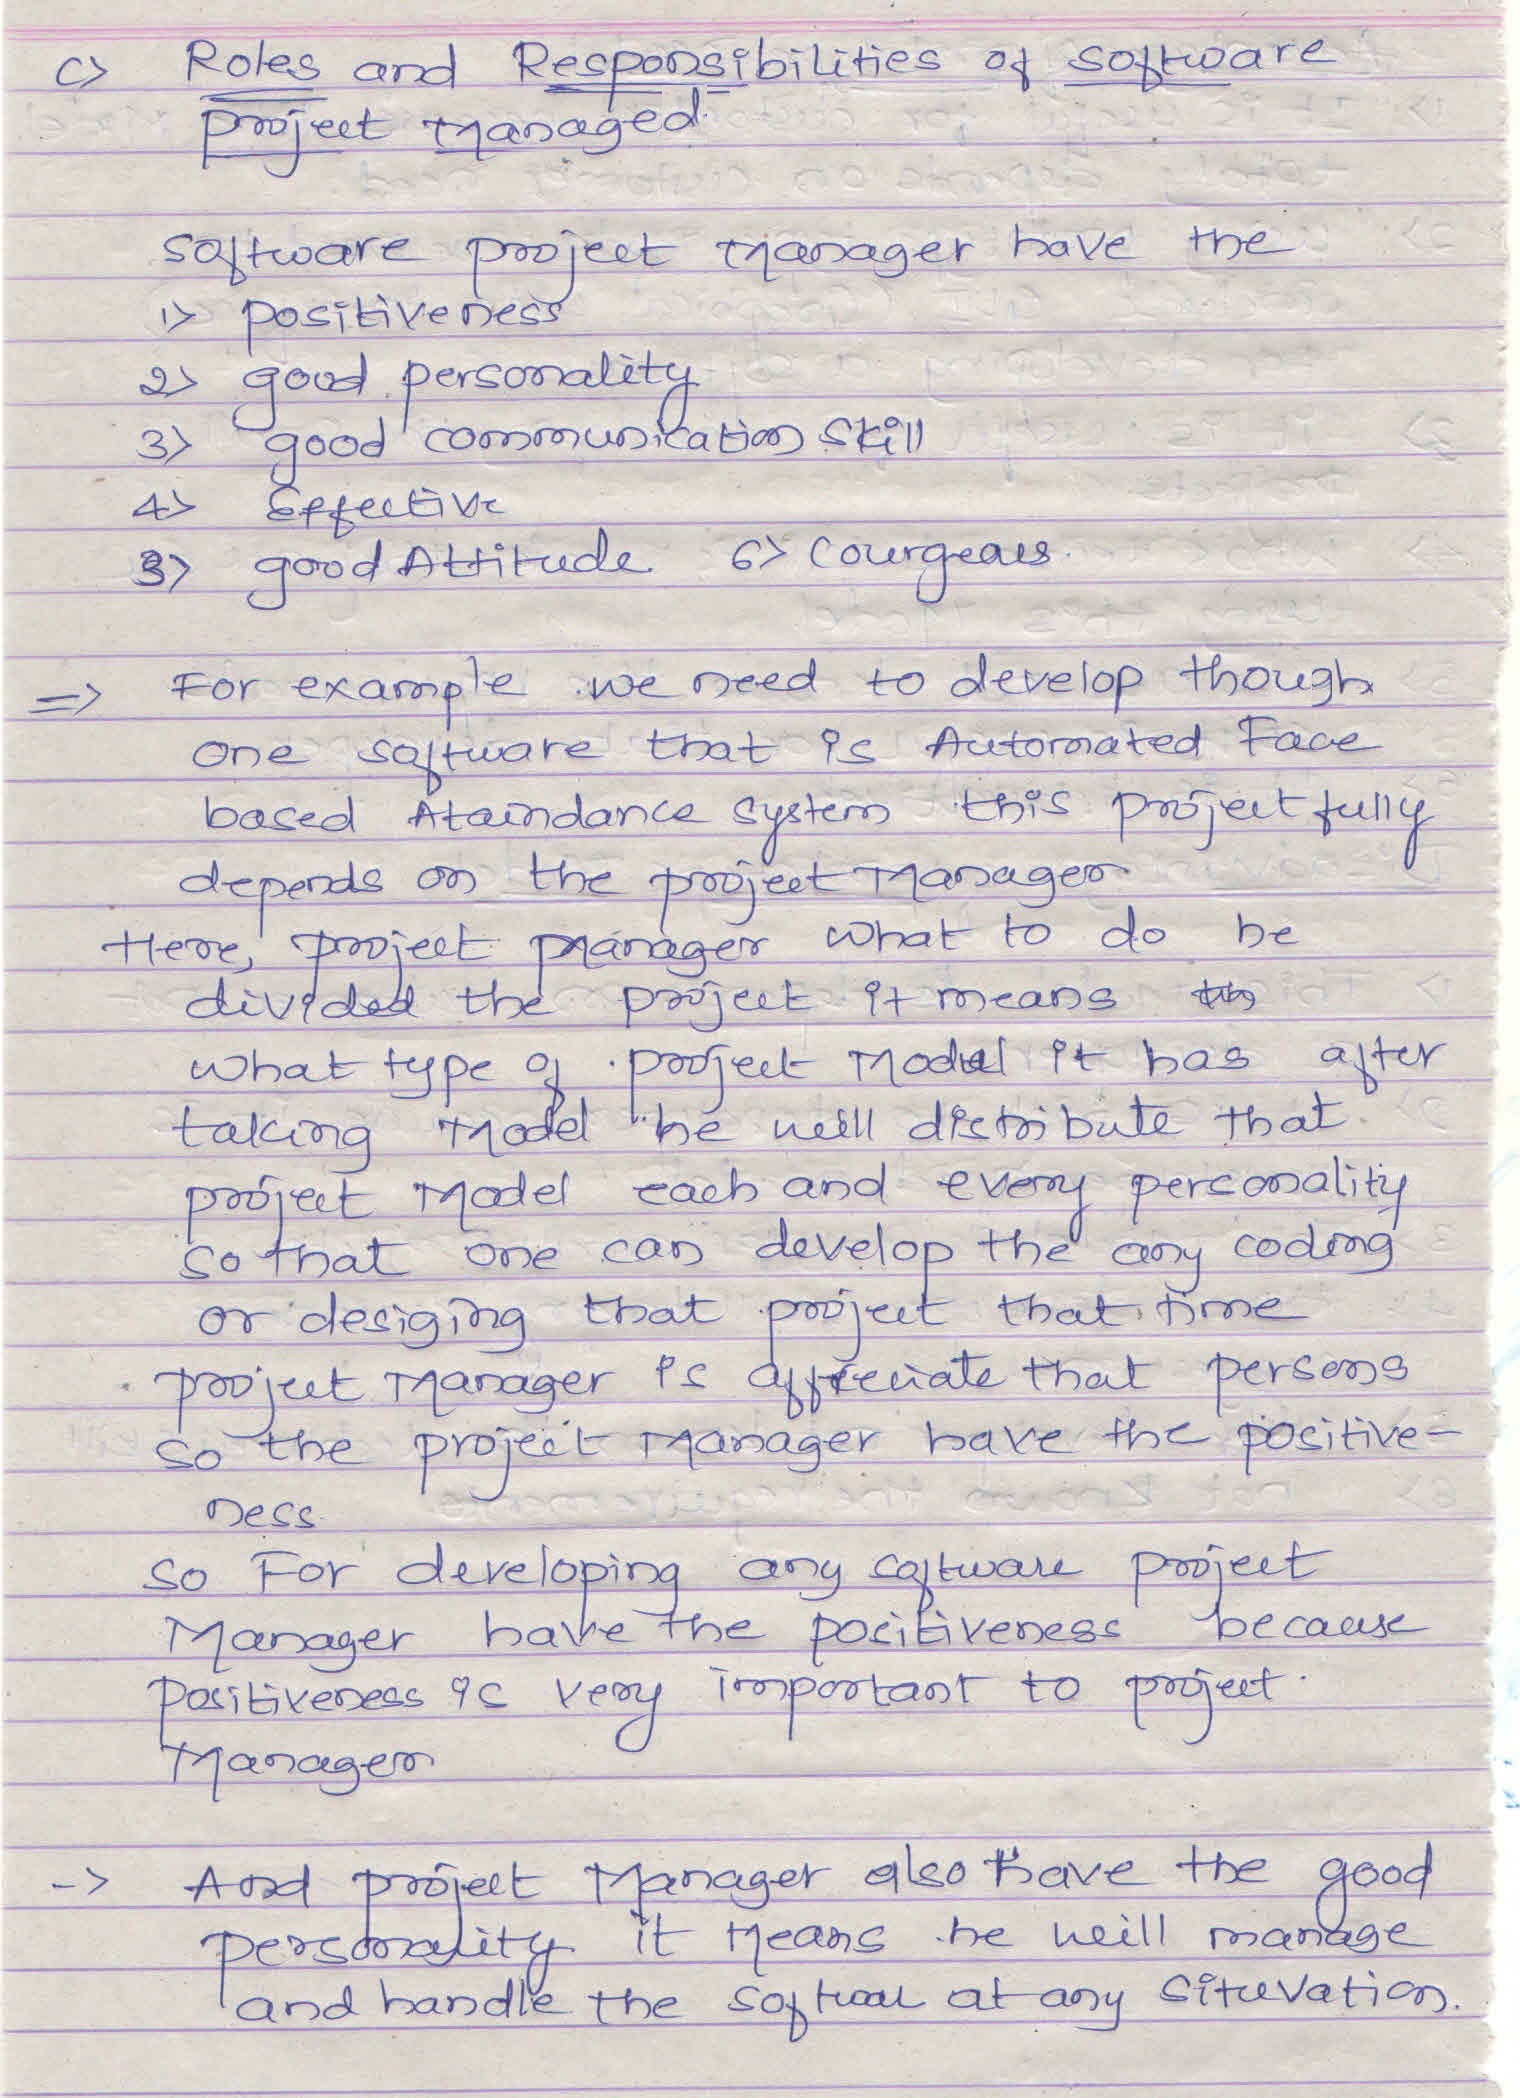 C> Roles and Responsibilities of software
project Managed.
software project Manager have the
1> positiveness
2> good personality
3> good communication skill
4> Effective
5> good Attitude 6> courgeaus.
=> For example we need to develop though
one software that is Automated Face
based Ataindance system this project fully
depends on the project Manager
Here, project manager what to do he
divided the project it means
what type of project Model it has after
taking Model he will distribute that
project Model each and every personality
so that one can develop the any coding
or desiging that project that time
project Manager is appreciate that persons
so the project Manager have the positive-
ness.
so For developing any software project
Manager have the positiveness because
positiveness is very important to project.
Manager
-> And project Manager also have the good
personality it Means he will manage
and handle the softwar at any situvation.